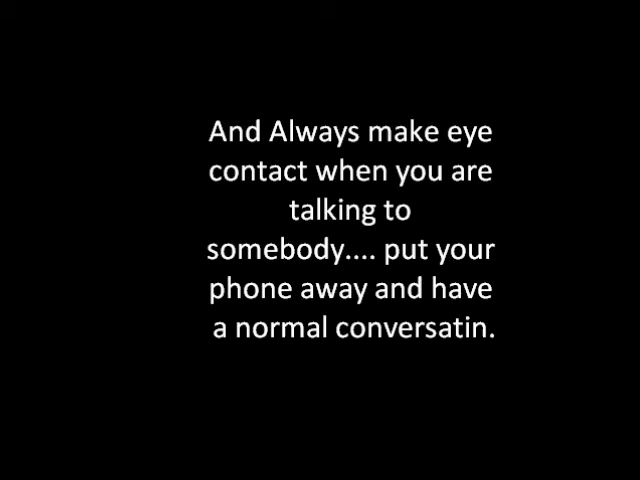 And Always make eye
contact when you are
talking to
somebody.... put your
phone away and have
a normal conversatin.